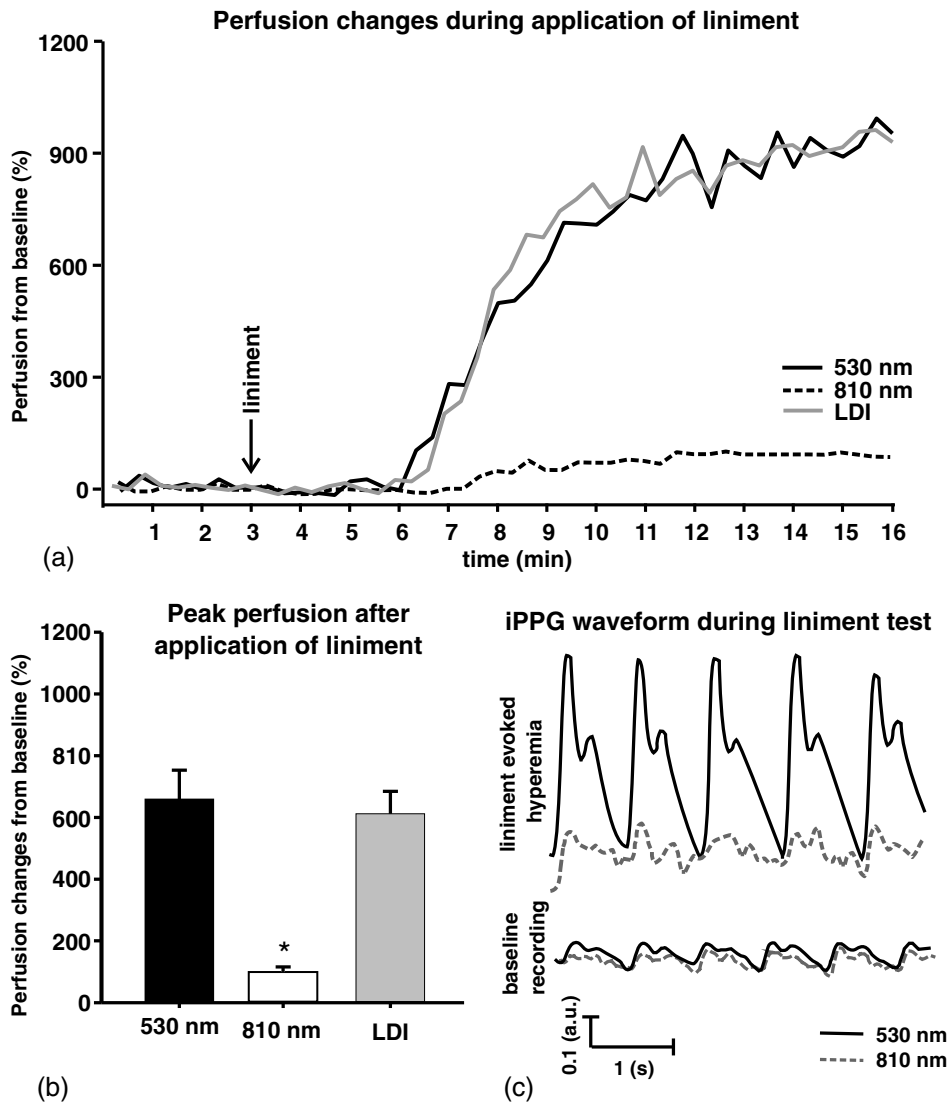 Perfusion changes during application of liniment
Perfusion from baseline (%)
1200
900
600
300
0
liniment
530 nm
810 nm
LDI
1 2 3 4 5 6 7 8 9 10 11 12 13 14 15 16
time (min)
(a)
Peak perfusion after
application of liniment
Perfusion changes from baseline (%)
1200
1000
810
600
400
200
0
*
530 nm 810 nm LDI
(b)
iPPG waveform during liniment test
liniment evoked
hyperemia
baseline
recording
0.1 (a.u.)
1 (s)
530 nm
810 nm
(c)